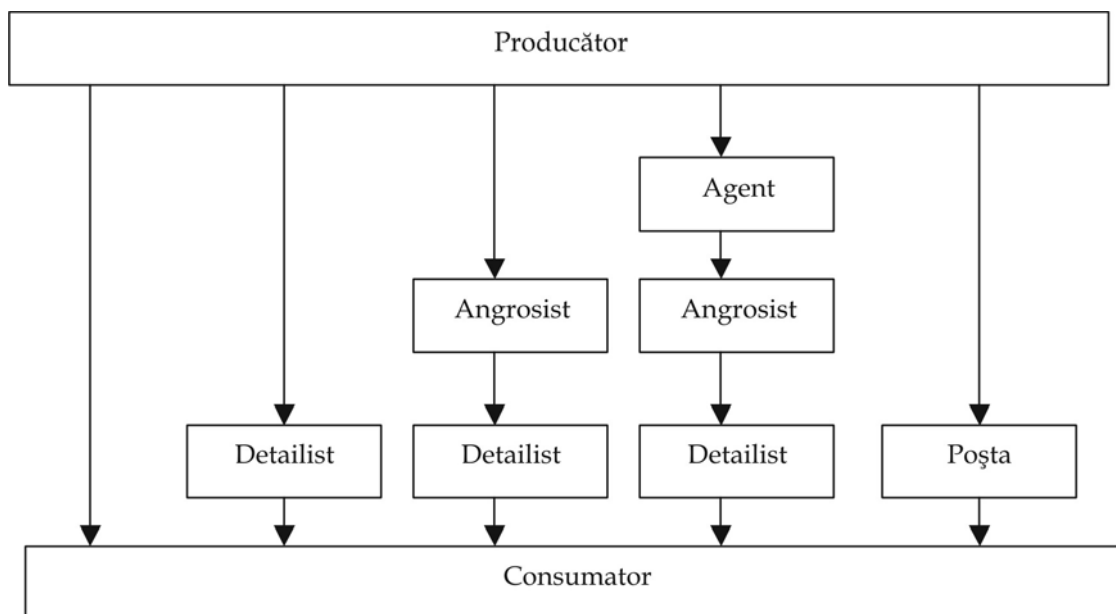 Producător
Agent
Angrosist
Angrosist
Detailist
Detailist
Detailist
Poşta
Consumator